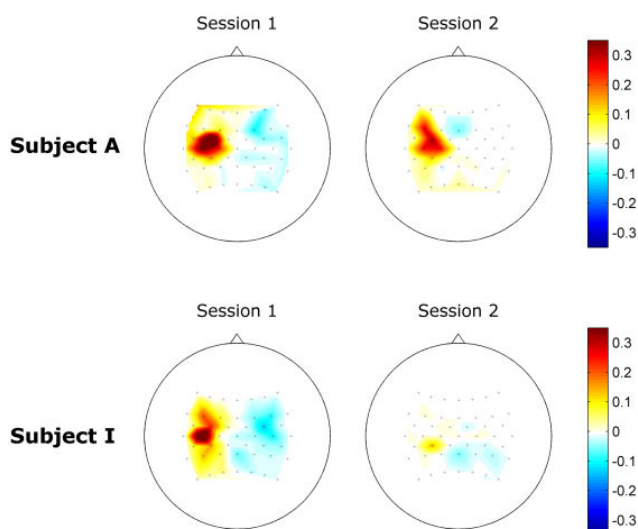 Session 1
Session 2
Subject A
0.3
0.2
0.1
0
-0.1
-0.2
-0.3
Session 1
Session 2
Subject I
0.3
0.2
0.1
0
-0.1
-0.2
-0.3